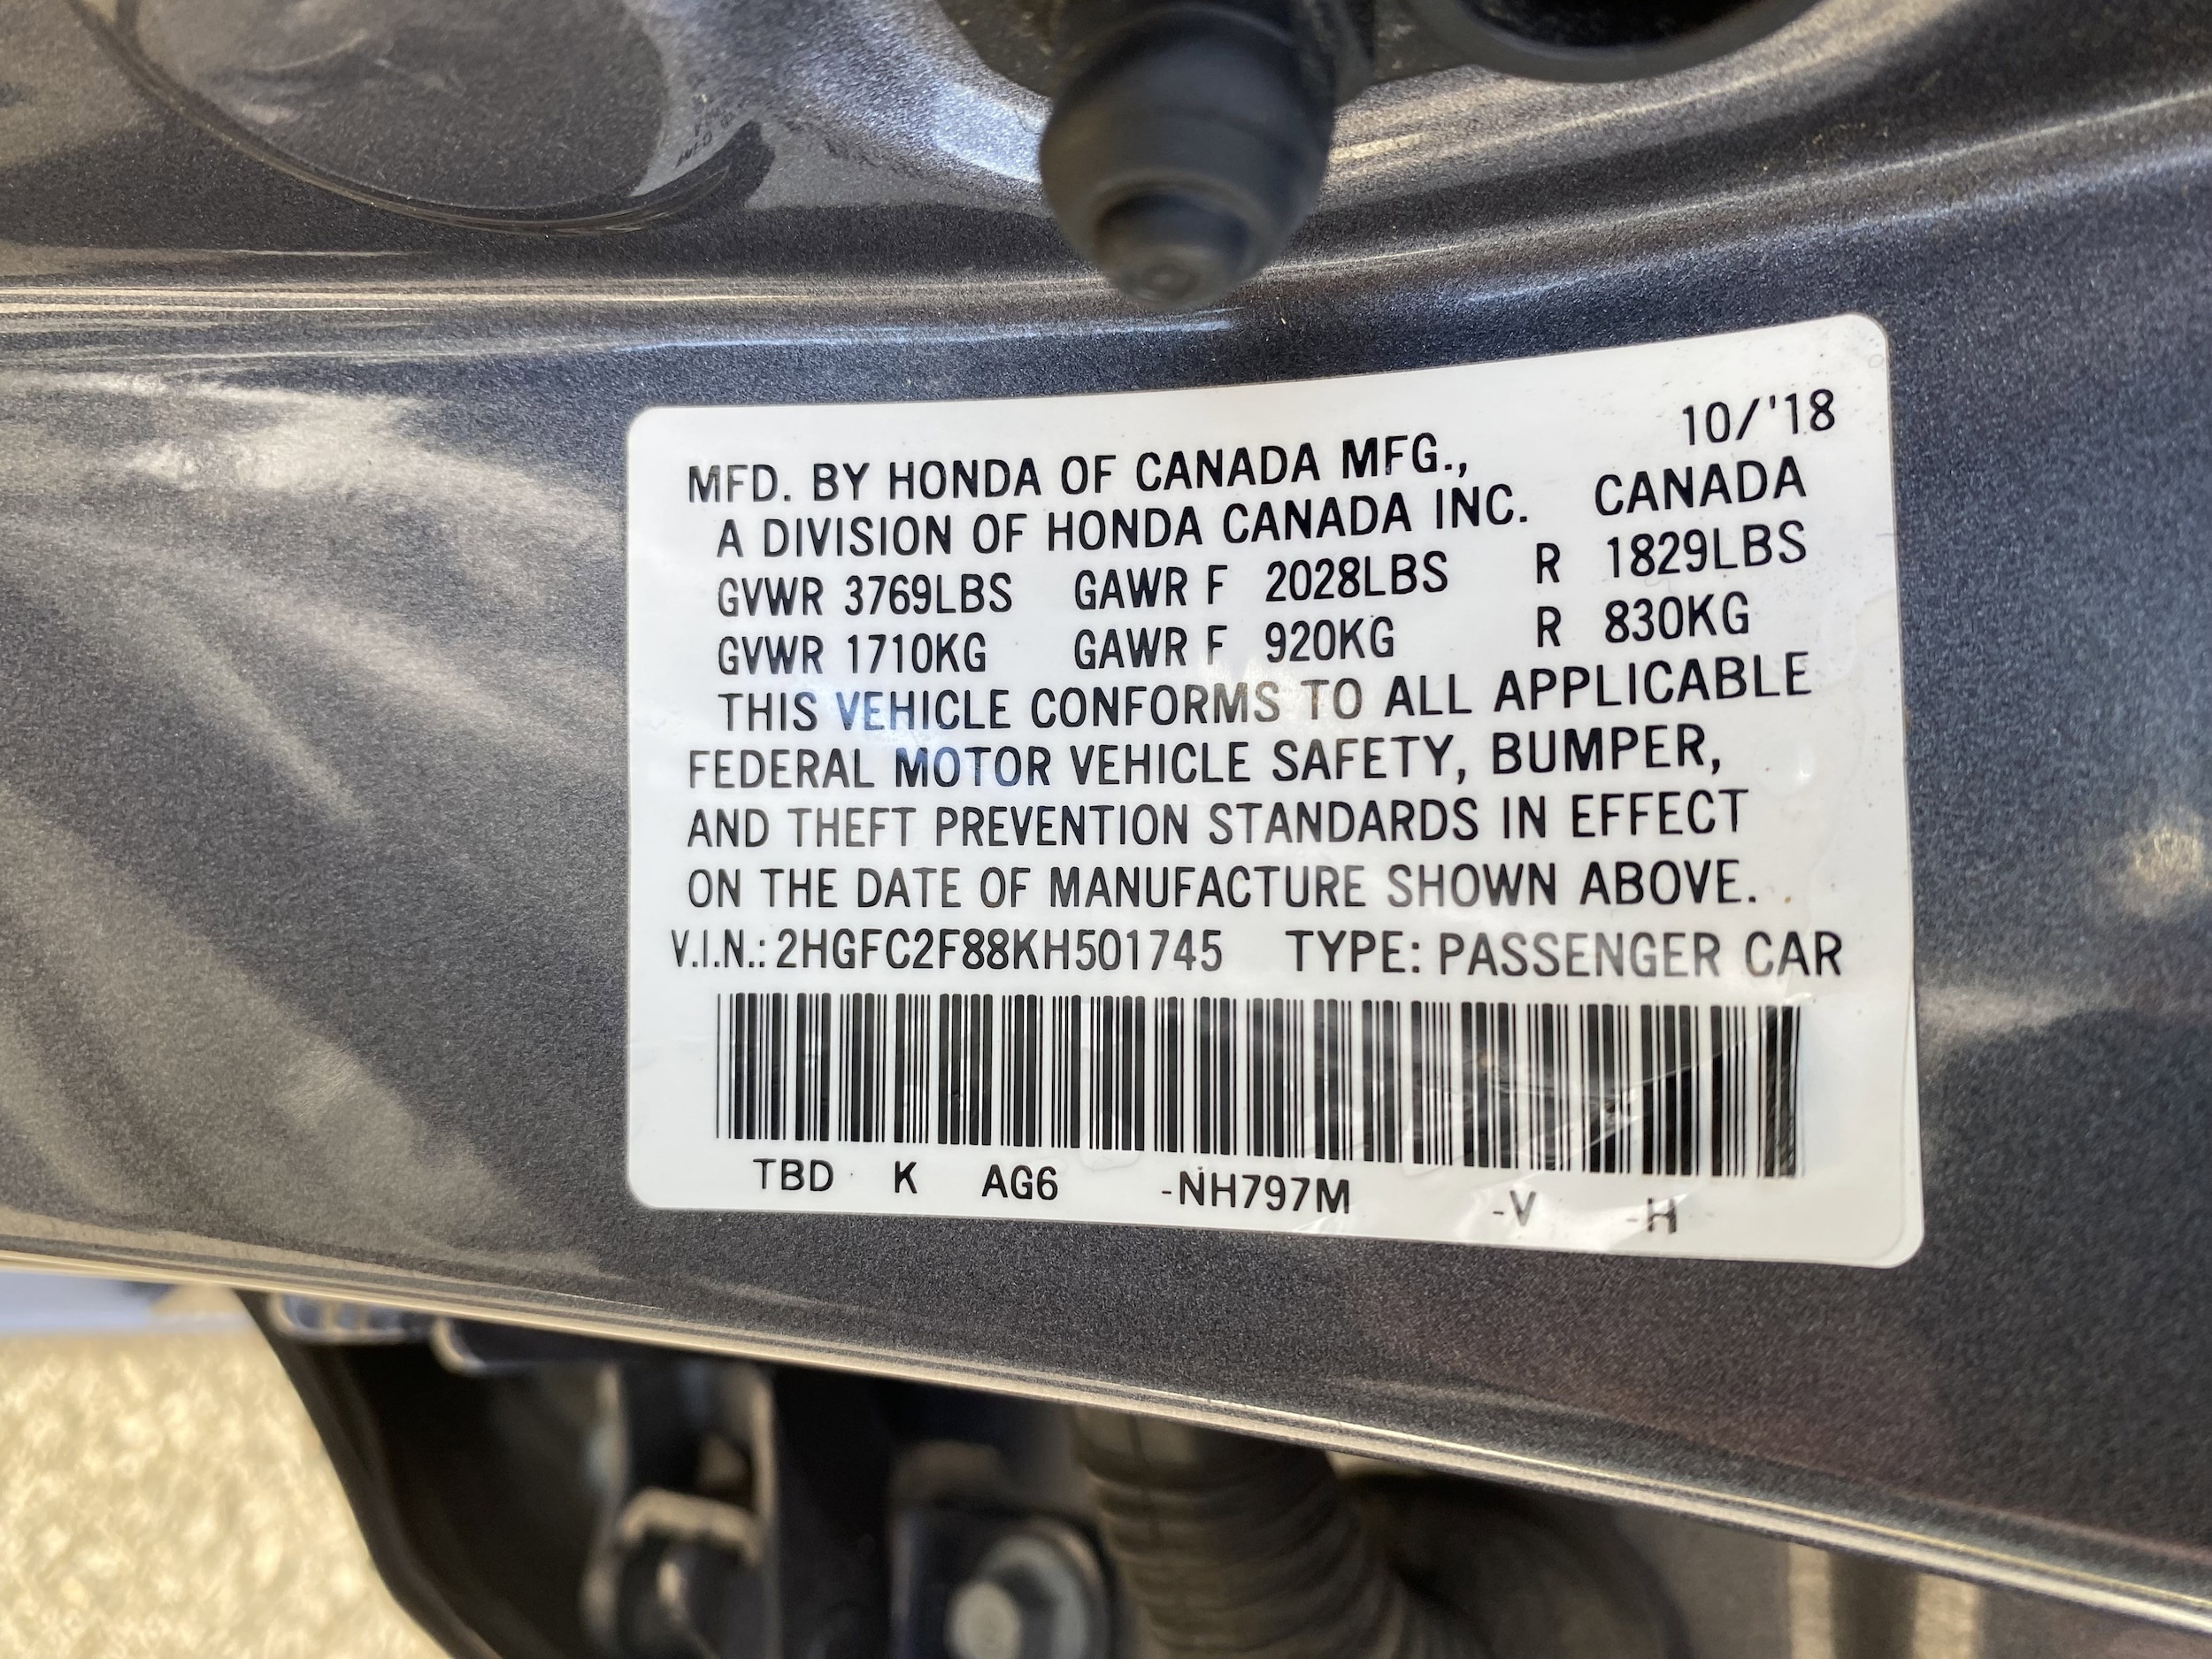 10/'18
MFD. BY HONDA OF CANADA MFG.,
A DIVISION OF HONDA CANADA INC. CANADA
GVWR 3769LBS GAWR F 2028LBS R 1829LBS
GVWR 1710KG GAWR F 920KG R 830KG
THIS VEHICLE CONFORMS TO ALL APPLICABLE
FEDERAL MOTOR VEHICLE SAFETY, BUMPER,
AND THEFT PREVENTION STANDARDS IN EFFECT
ON THE DATE OF MANUFACTURE SHOWN ABOVE.
V.I.N.: 2HGFC2F88KH501745 TYPE: PASSENGER CAR
TBD K AG6 -NH797M -V -H